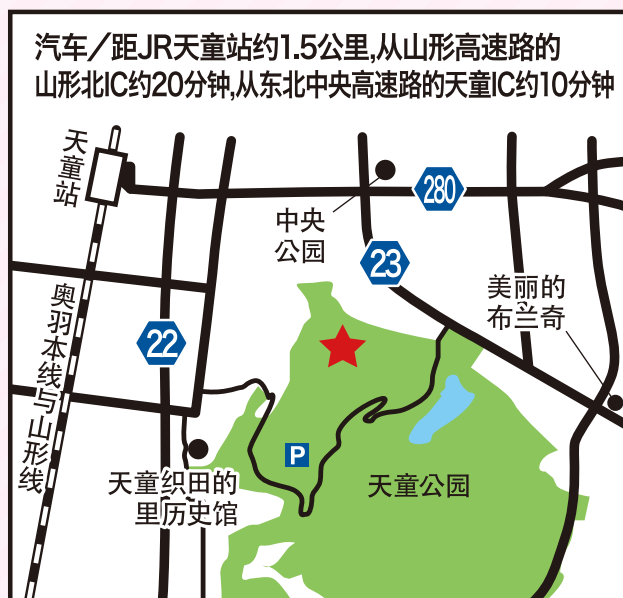 汽车／距JR天童站约1.5公里,从山形高速路的
山形北IC约20分钟,从东北中央高速路的天童IC约10分钟
天童站
280
中央
公园
23
美丽的
布兰奇
奥羽本线与山形线
22
P
天童织田的
里历史馆
天童公园